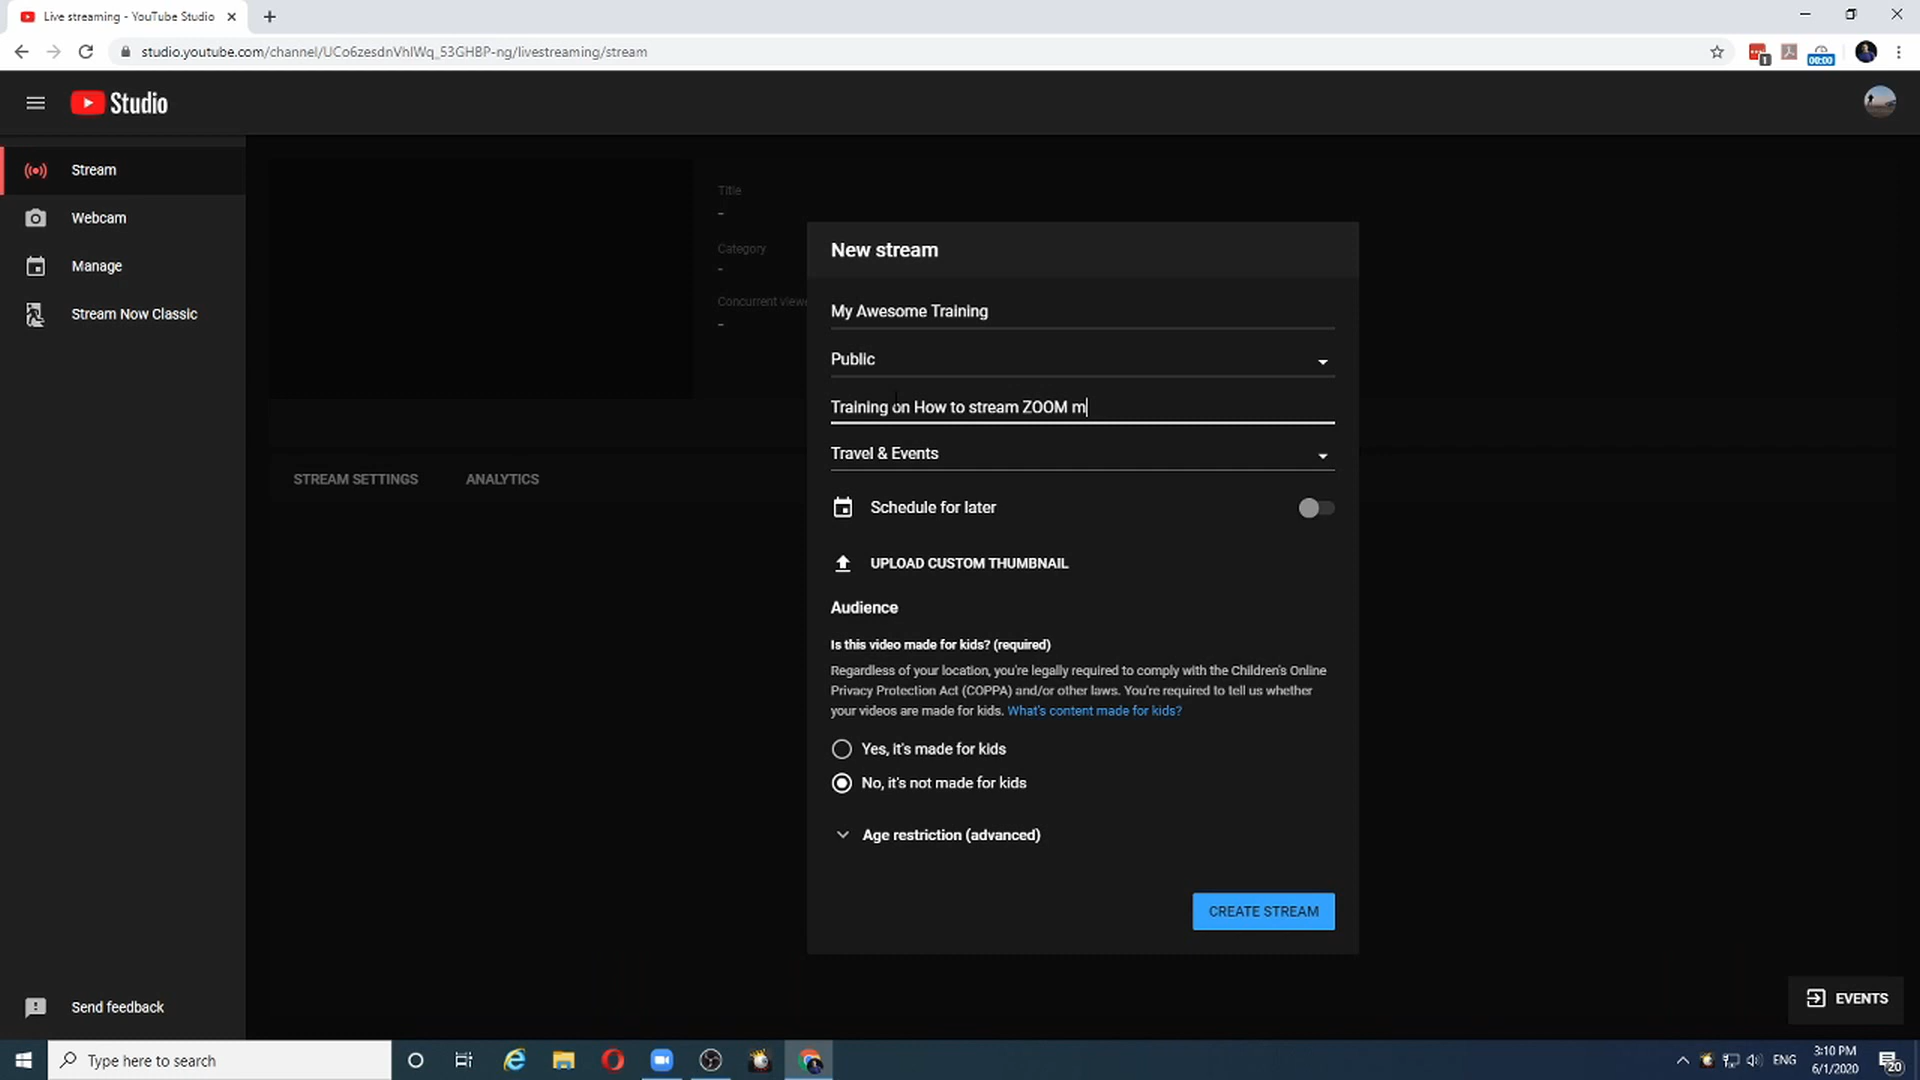 Live streaming - YouTube Studio
studio.youtube.com/channel/UCo6zesdnVhIWq_53GHBP-ng/livestreaming/stream
1
00:00
Studio
Stream
Webcam
Manage
Stream Now Classic
Send feedback
Title
-
Category
-
Concurrent viewe
-
STREAM SETTINGS
ANALYTICS
New stream
My Awesome Training
Public
Training on How to stream ZOOM m
Travel & Events
Schedule for later
UPLOAD CUSTOM THUMBNAIL
Audience
Is this video made for kids? (required)
Regardless of your location, you're legally required to comply with the Children's Online
Privacy Protection Act (COPPA) and/or other laws. You're required to tell us whether
your videos are made for kids. What's content made for kids?
Yes, it's made for kids
No, it's not made for kids
Age restriction (advanced)
CREATE STREAM
EVENTS
Type here to search
ENG
3:10 PM
6/1/2020
20